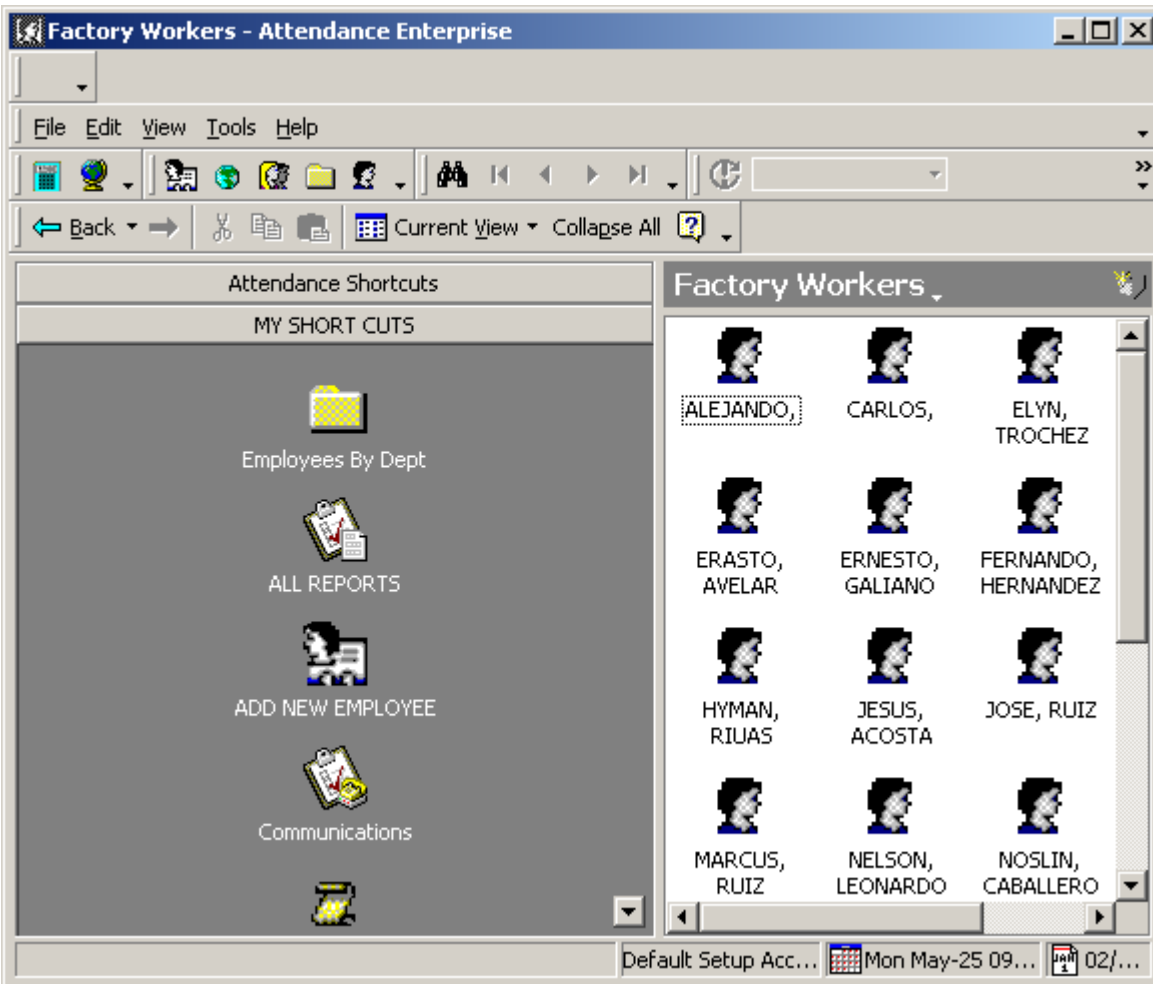 Factory Workers - Attendance Enterprise
File Edit View Tools Help
Back Current View Collapse All
Attendance Shortcuts
MY SHORT CUTS
Employees By Dept
ALL REPORTS
ADD NEW EMPLOYEE
Communications
Factory Workers
ALEJANDO, CARLOS, ELYN,
TROCHEZ
ERASTO, ERNESTO, FERNANDO,
AVELAR GALIANO HERNANDEZ
HYMAN, JESUS, JOSE, RUIZ
RIUAS ACOSTA
MARCUS, NELSON, NOSLIN,
RUIZ LEONARDO CABALLERO
Default Setup Acc... Mon May-25 09... JAN 1 02/...